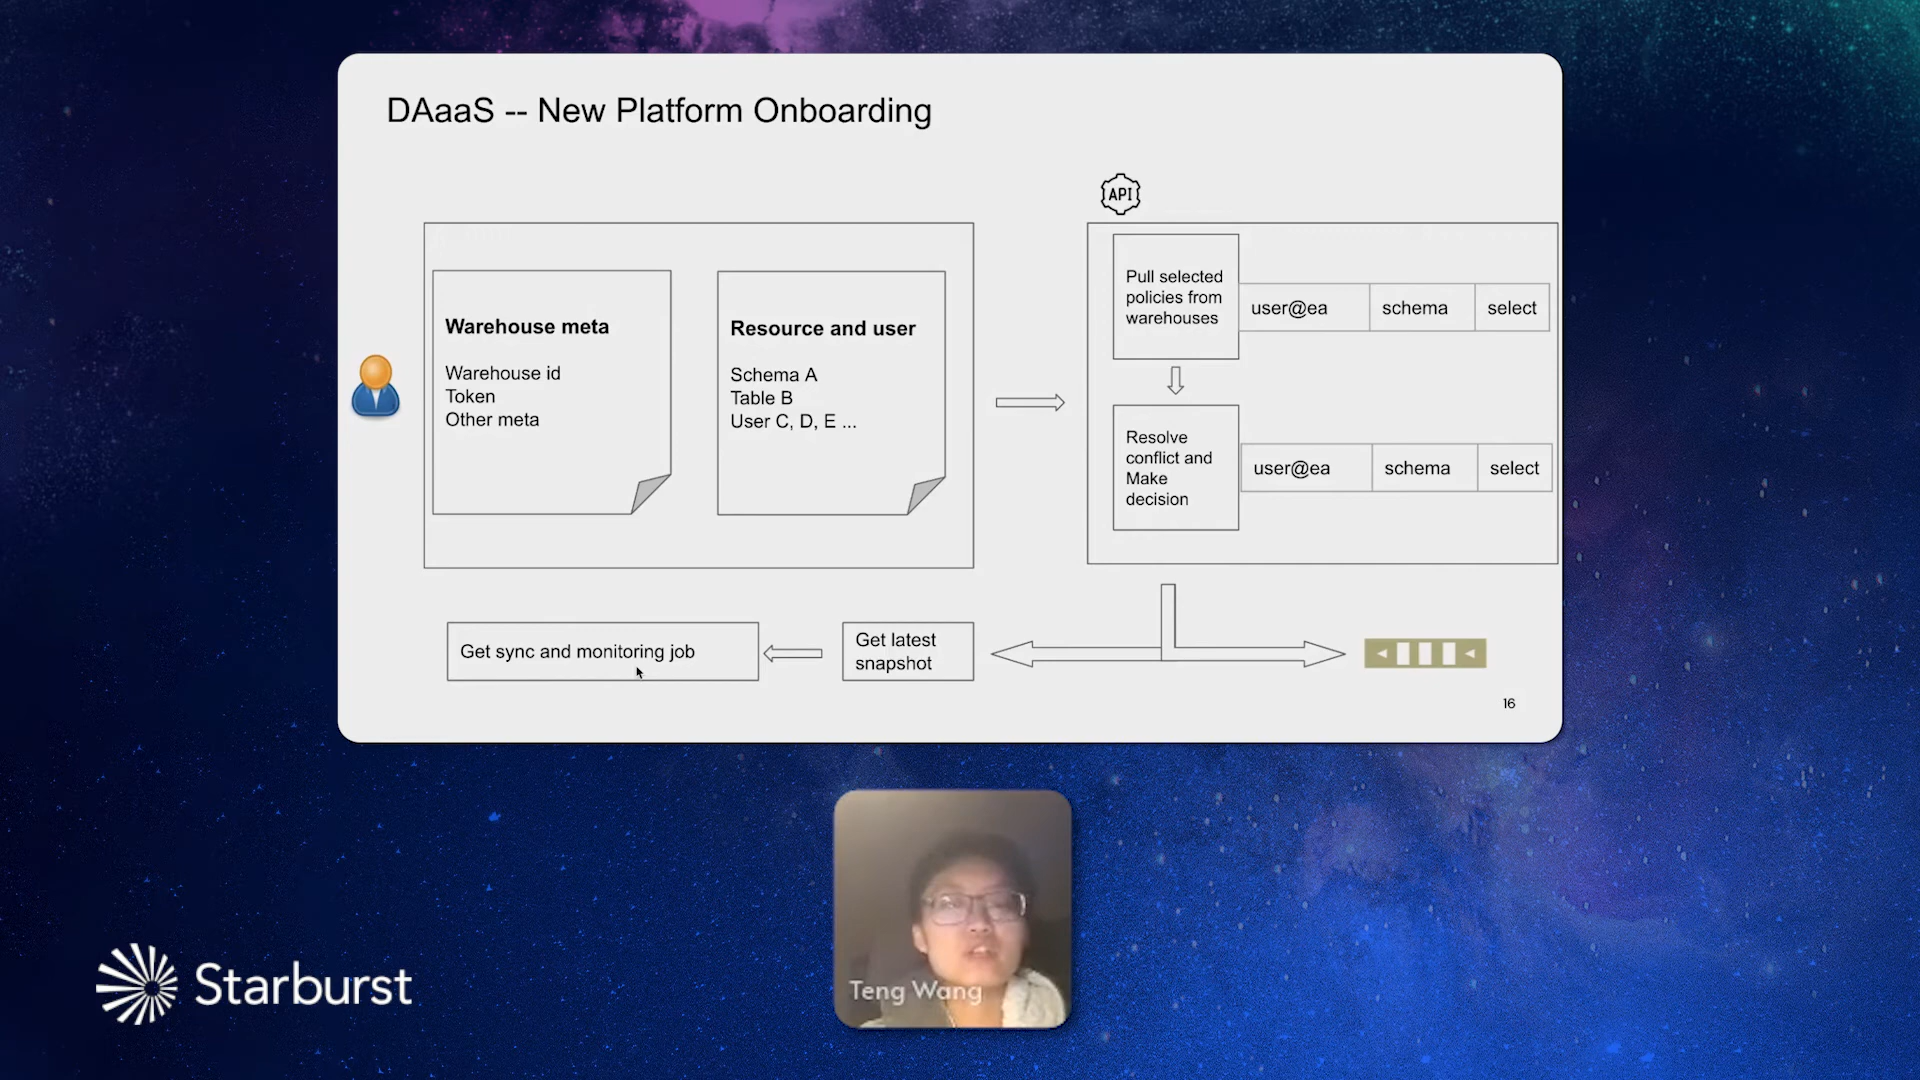 DAaaS -- New Platform Onboarding
API
Warehouse meta
Warehouse id
Token
Other meta
Resource and user
Schema A
Table B
User C, D, E ...
Pull selected
policies from
warehouses
user@ea
schema
select
Resolve
conflict and
Make
decision
user@ea
schema
select
Get sync and monitoring job
Get latest
snapshot
16
Teng Wang
Starburst